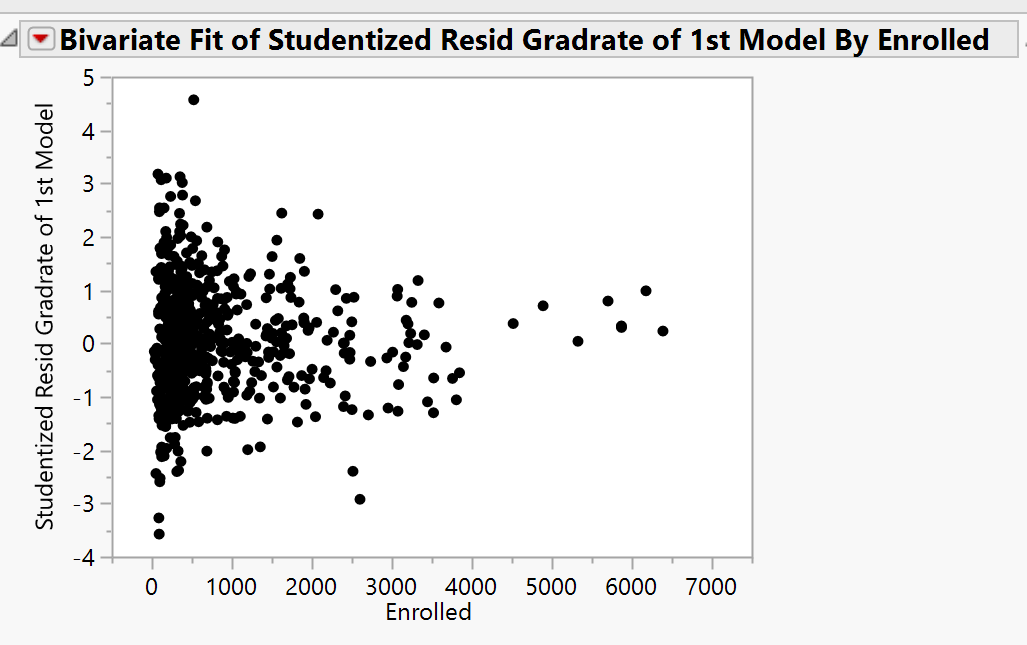 Bivariate Fit of Studentized Resid Gradrate of 1st Model By Enrolled
Studentized Resid Gradrate of 1st Model
5
4
3
2
1
0
-1
-2
-3
-4
0 1000 2000 3000 4000 5000 6000 7000
Enrolled